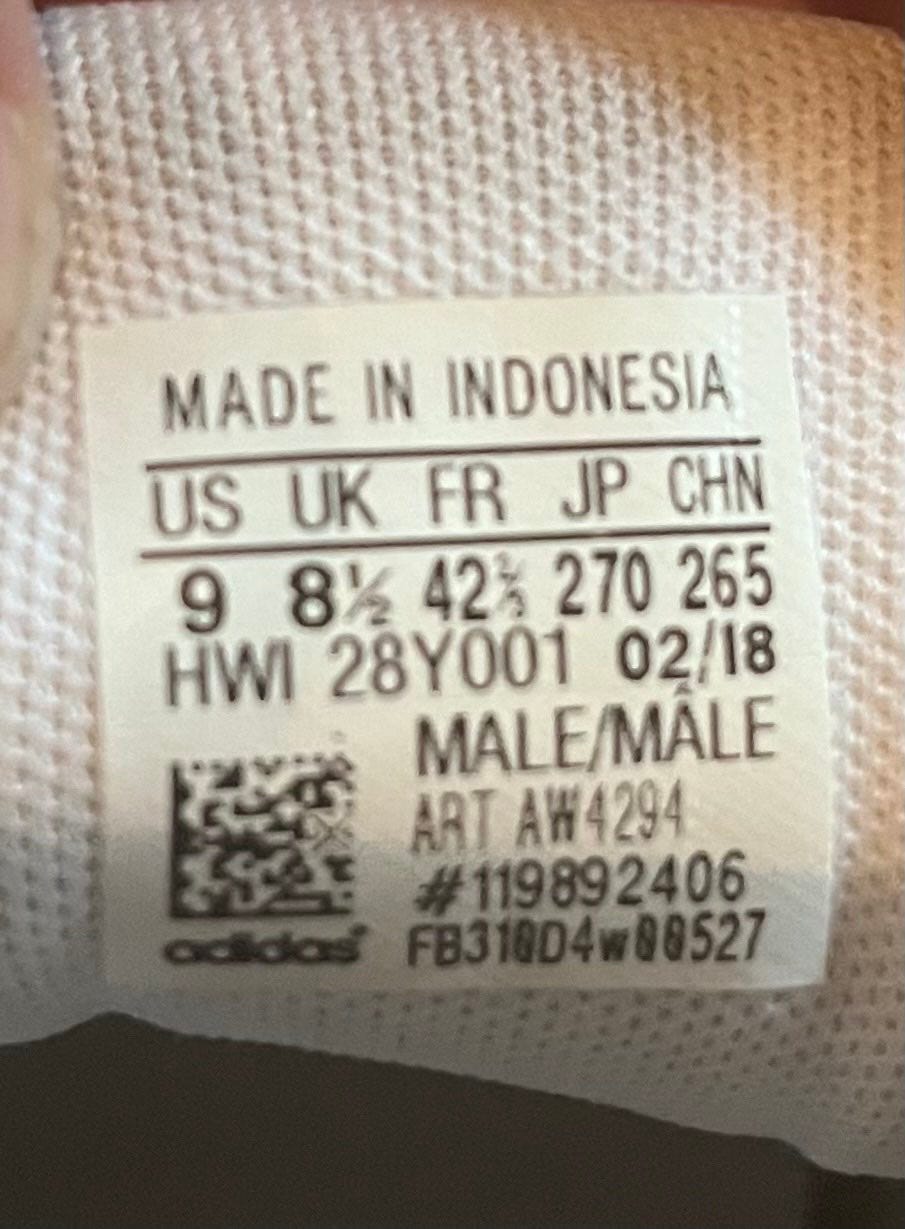 MADE IN INDONESIA
US UK FR JP CHN
9 8½ 42⅔ 270 265
HWI 28Y001 02/18
MALE/MÂLE
ART AW4294
#119892406
adidas FB310D4w00527